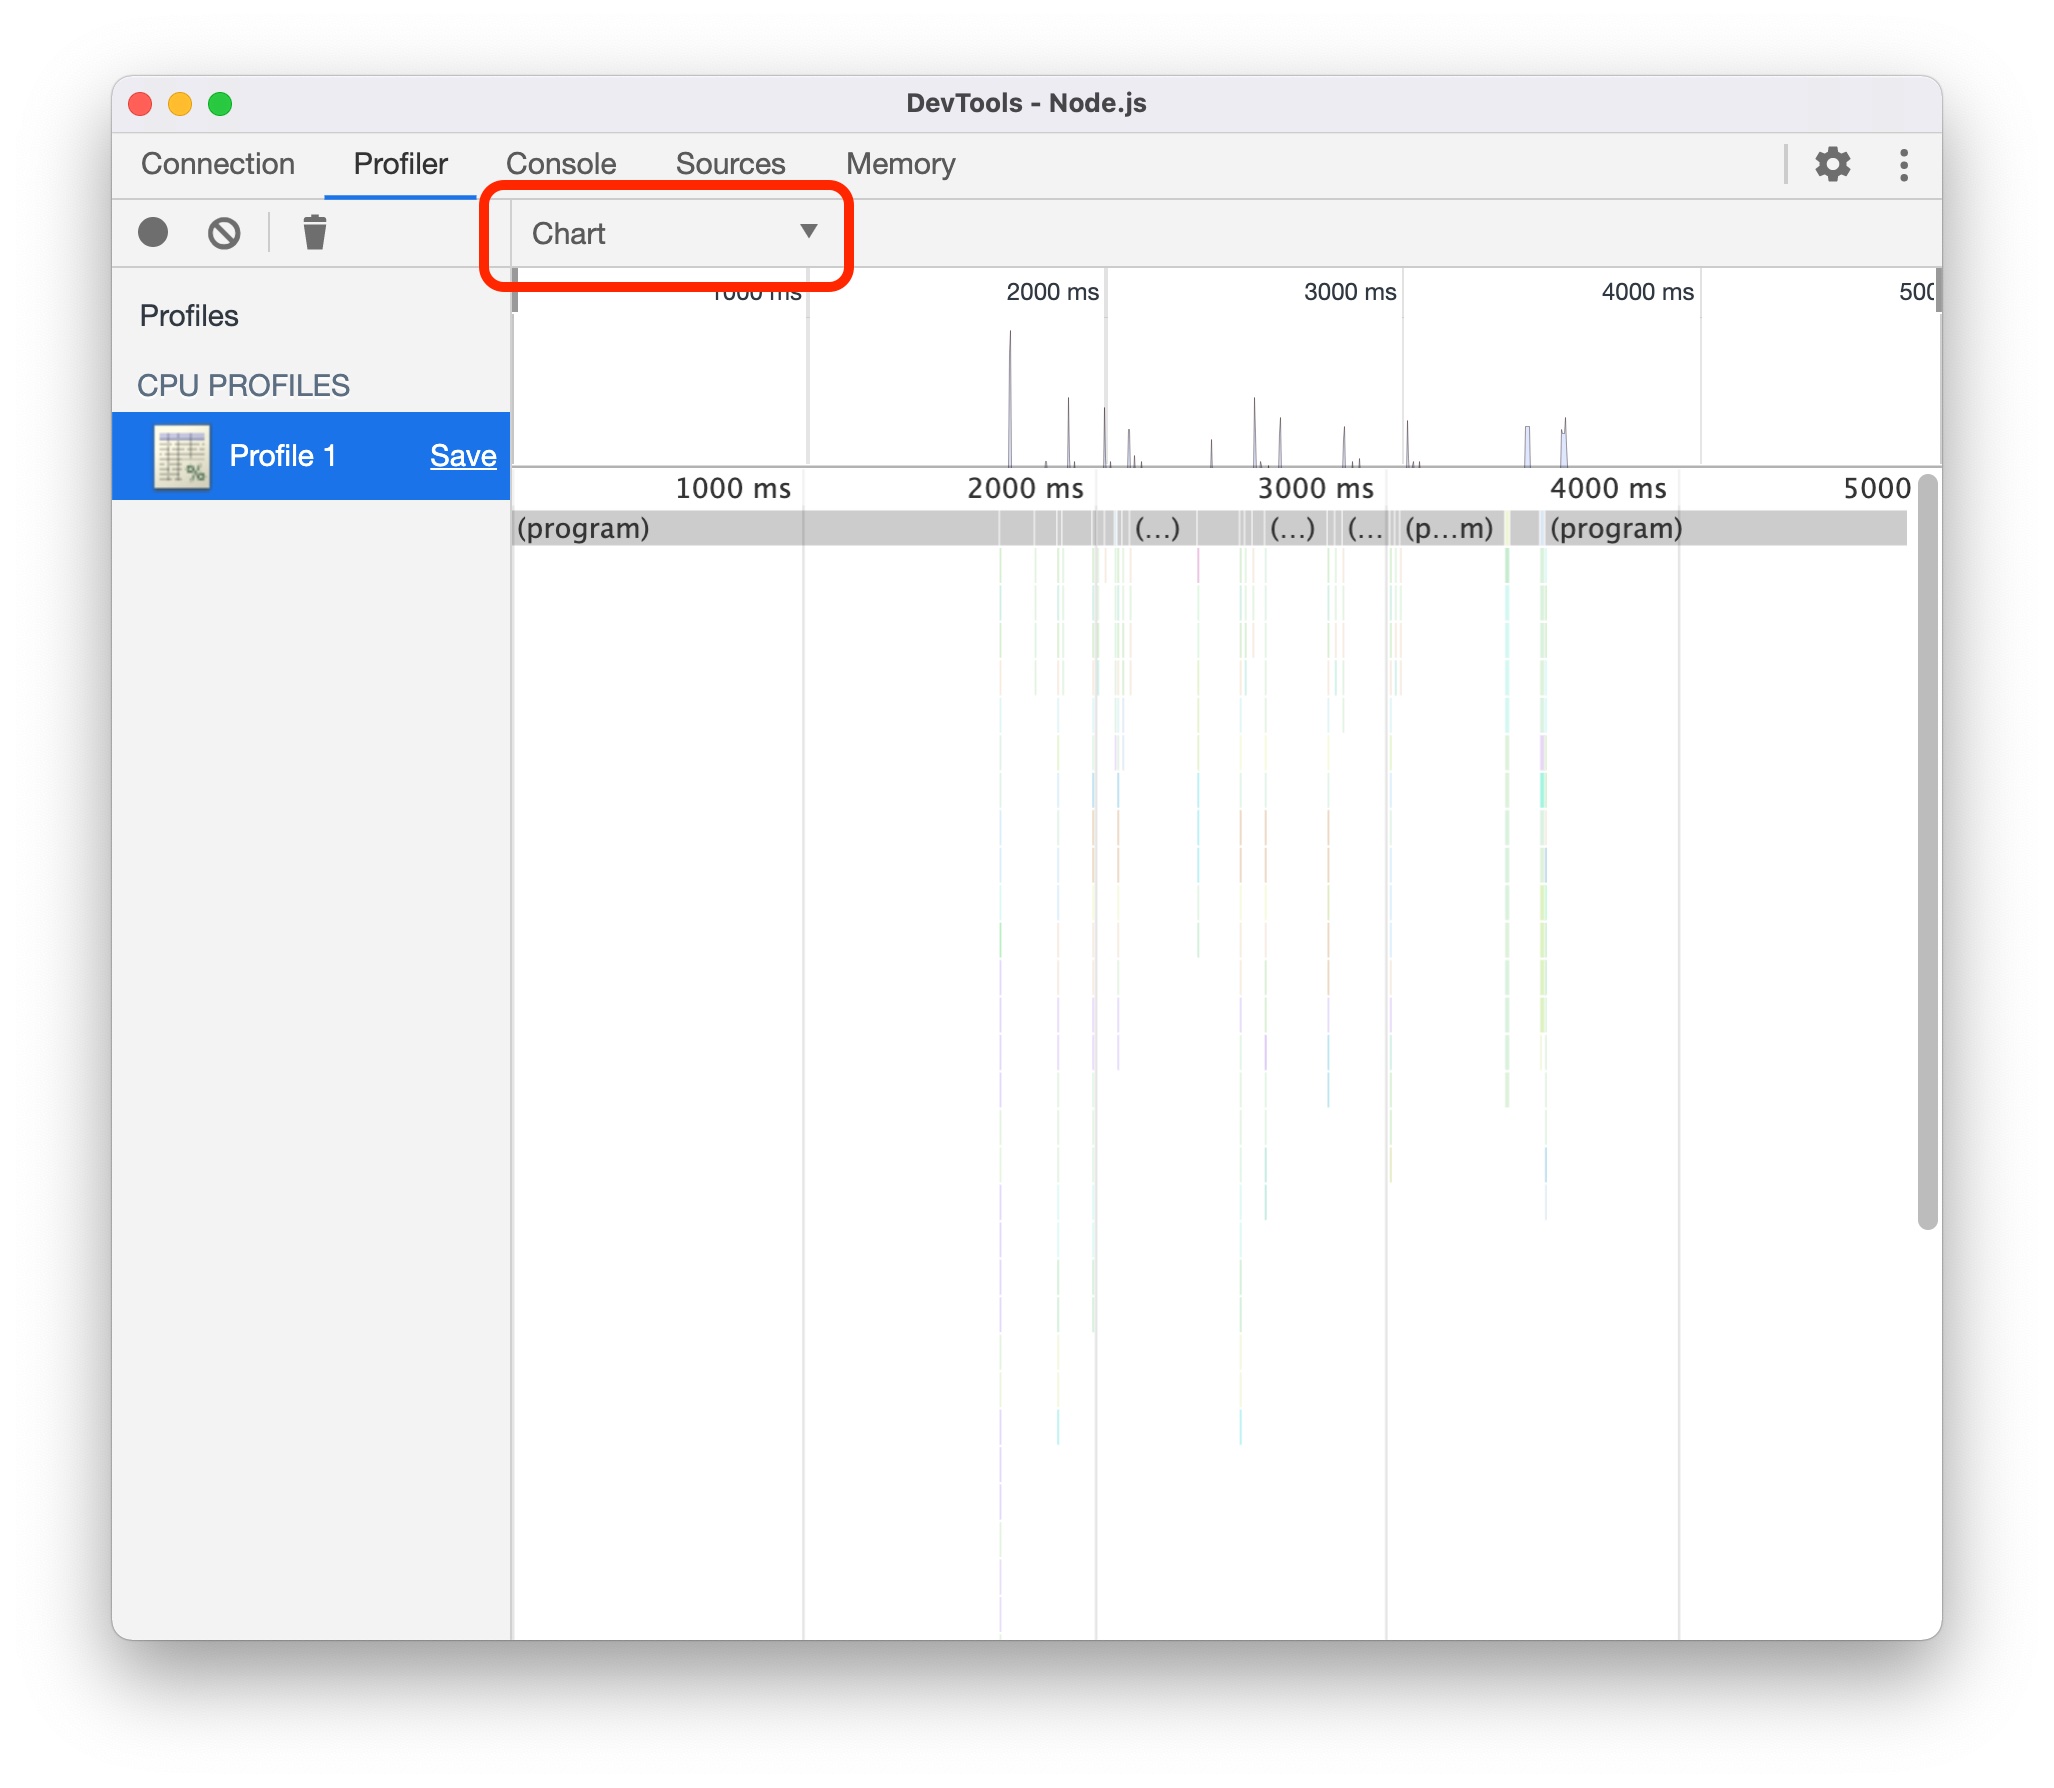 DevTools - Node.js
Connection Profiler Console Sources Memory
Chart
Profiles
CPU PROFILES
Profile 1 Save
1000 ms 2000 ms 3000 ms 4000 ms 500
1000 ms 2000 ms 3000 ms 4000 ms 5000
(program) (...) (...) (... (p...m) (program)